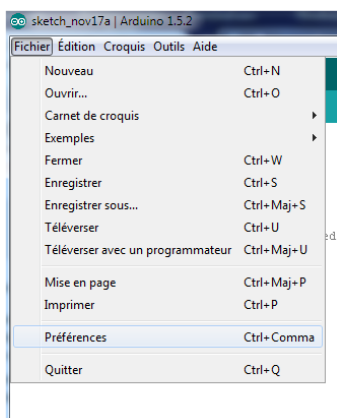 sketch_nov17a | Arduino 1.5.2
Fichier Édition Croquis Outils Aide
Nouveau Ctrl+N
Ouvrir... Ctrl+O
Carnet de croquis
Exemples
Fermer Ctrl+W
Enregistrer Ctrl+S
Enregistrer sous... Ctrl+Maj+S
Téléverser Ctrl+U
Téléverser avec un programmateur Ctrl+Maj+U
Mise en page Ctrl+Maj+P
Imprimer Ctrl+P
Préférences Ctrl+Comma
Quitter Ctrl+Q